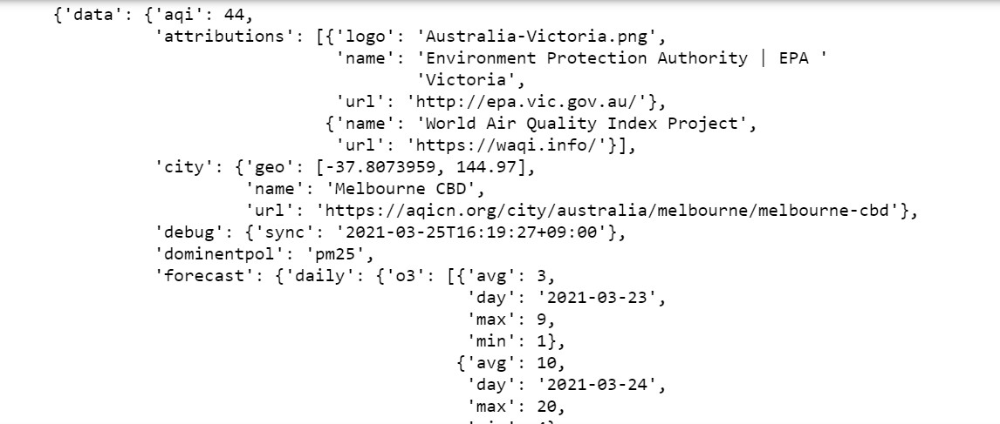 {'data': {'aqi': 44,
'attributions': [{'logo': 'Australia-Victoria.png',
'name': 'Environment Protection Authority | EPA '
'Victoria',
'url': 'http://epa.vic.gov.au/'},
{'name': 'World Air Quality Index Project',
'url': 'https://waqi.info/'}],
'city': {'geo': [-37.8073959, 144.97],
'name': 'Melbourne CBD',
'url': 'https://aqicn.org/city/australia/melbourne/melbourne-cbd'},
'debug': {'sync': '2021-03-25T16:19:27+09:00'},
'dominentpol': 'pm25',
'forecast': {'daily': {'o3': [{'avg': 3,
'day': '2021-03-23',
'max': 9,
'min': 1},
{'avg': 10,
'day': '2021-03-24',
'max': 20,